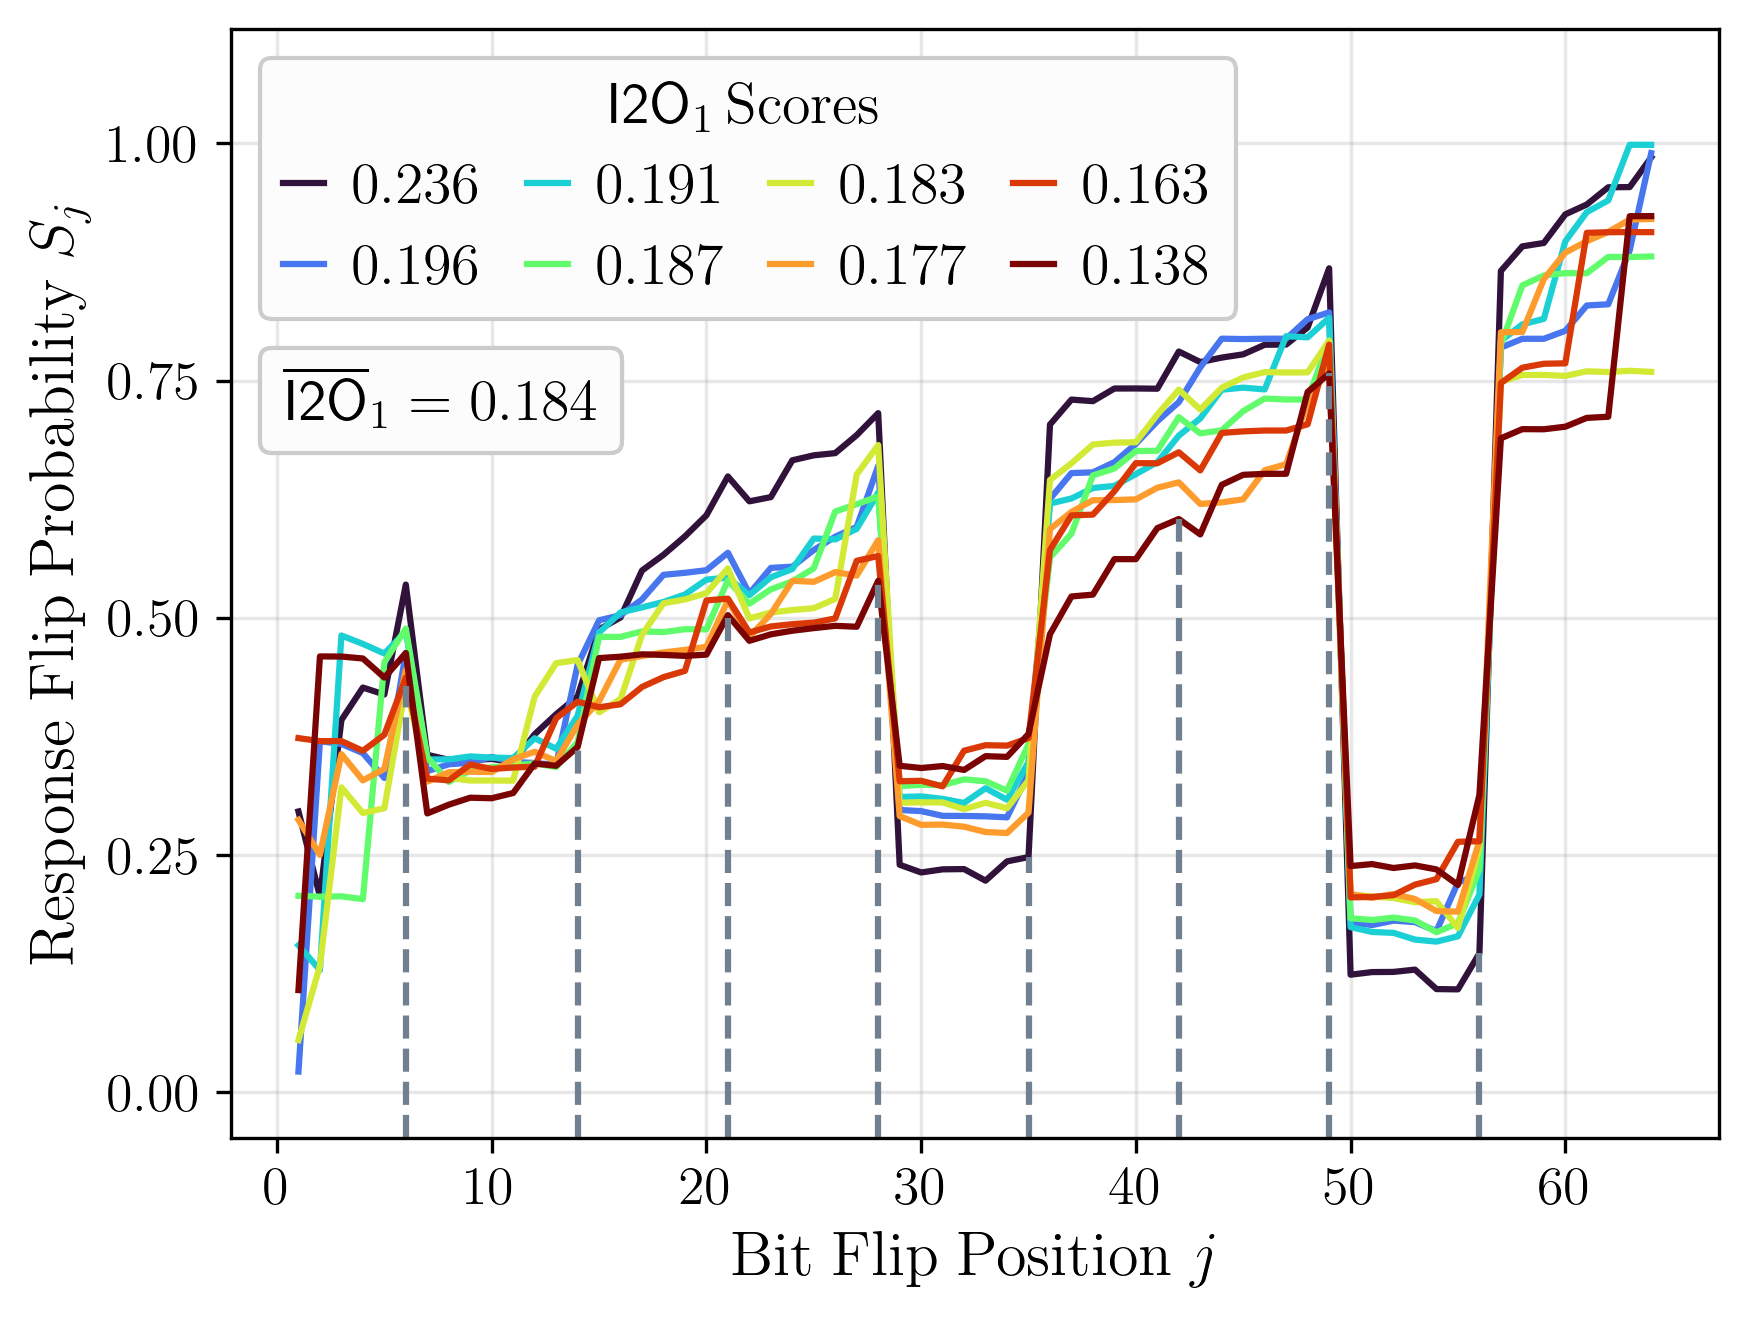 I2O₁ Scores
0.236 0.191 0.183 0.163
0.196 0.187 0.177 0.138
I̅2̅O̅₁ = 0.184
Response Flip Probability Sⱼ
1.00
0.75
0.50
0.25
0.00
0 10 20 30 40 50 60
Bit Flip Position j